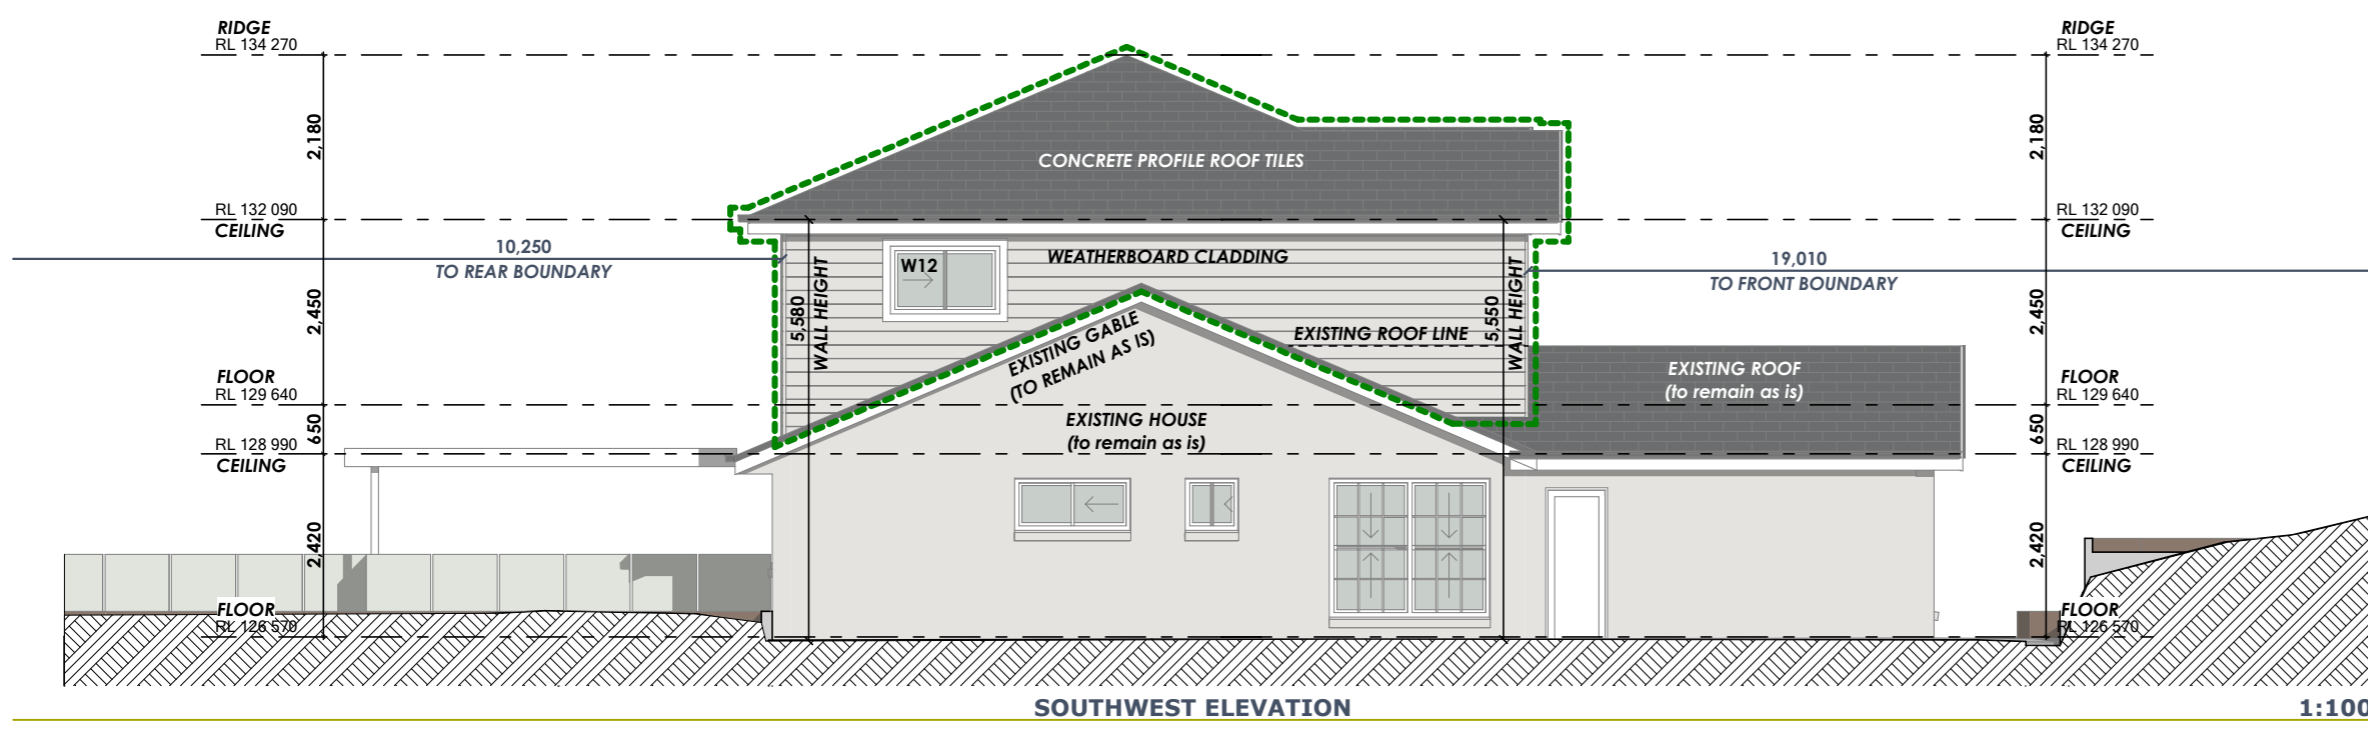 RIDGE
RL 134 270
RIDGE
RL 134 270
2,180
2,180
CONCRETE PROFILE ROOF TILES
RL 132 090
CEILING
RL 132 090
CEILING
10,250
TO REAR BOUNDARY
W12
WEATHERBOARD CLADDING
19,010
TO FRONT BOUNDARY
2,450
5,580
WALL HEIGHT
5,550
WALL HEIGHT
2,450
EXISTING GABLE
(TO REMAIN AS IS)
EXISTING ROOF LINE
EXISTING ROOF
(to remain as is)
FLOOR
RL 129 640
FLOOR
RL 129 640
EXISTING HOUSE
(to remain as is)
650
650
RL 128 990
CEILING
RL 128 990
CEILING
2,420
2,420
FLOOR
RL 126 570
FLOOR
RL 126 570
SOUTHWEST ELEVATION
1:100